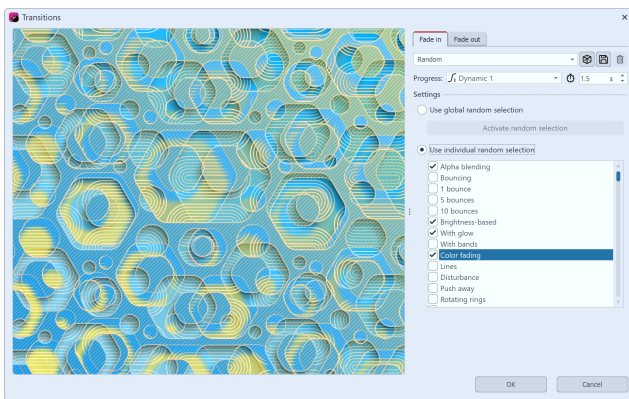 Transitions
Fade in Fade out
Random
Progress: Dynamic 1 1.5 s
Settings
Use global random selection
Activate random selection
Use individual random selection
Alpha blending
Bouncing
1 bounce
5 bounces
10 bounces
Brightness-based
With glow
With bands
Color fading
Lines
Disturbance
Push away
Rotating rings
OK Cancel